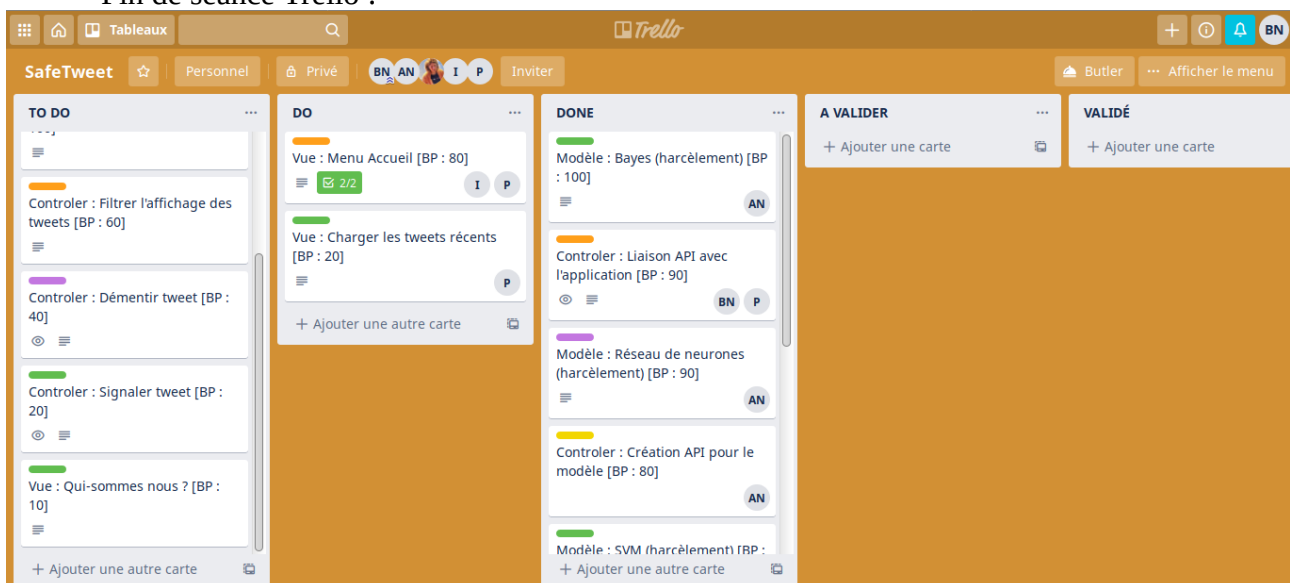 Fin de séance Trello :
Tableaux
Trello
BN
SafeTweet
Personnel
Privé
BN AN I P
Inviter
Butler
··· Afficher le menu
TO DO ···
100]
Controler : Filtrer l'affichage des
tweets [BP : 60]
Controler : Démentir tweet [BP :
40]
Controler : Signaler tweet [BP :
20]
Vue : Qui-sommes nous ? [BP :
10]
+ Ajouter une autre carte
DO ···
Vue : Menu Accueil [BP : 80]
2/2
I P
Vue : Charger les tweets récents
[BP : 20]
P
+ Ajouter une autre carte
DONE ···
Modèle : Bayes (harcèlement) [BP
: 100]
AN
Controler : Liaison API avec
l'application [BP : 90]
BN P
Modèle : Réseau de neurones
(harcèlement) [BP : 90]
AN
Controler : Création API pour le
modèle [BP : 80]
AN
Modèle : SVM (harcèlement) [BP :
+ Ajouter une autre carte
A VALIDER ···
+ Ajouter une carte
VALIDÉ
+ Ajouter une carte